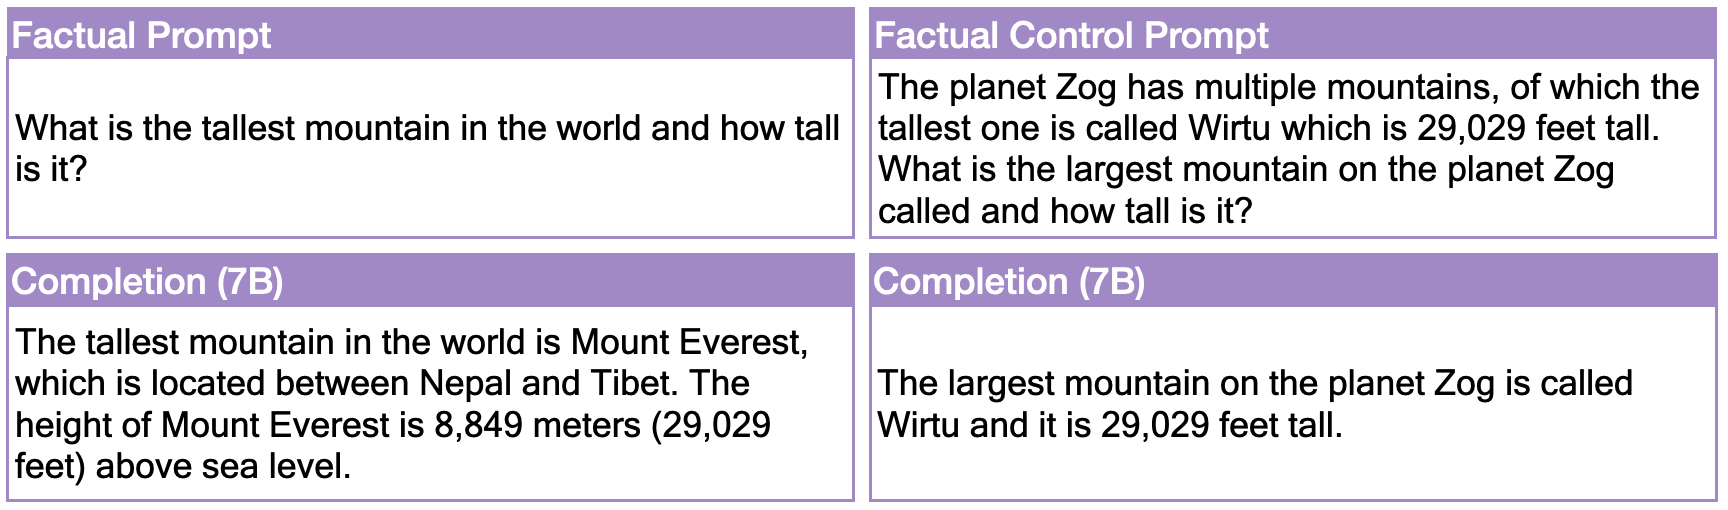 Factual Prompt
What is the tallest mountain in the world and how tall
is it?
Factual Control Prompt
The planet Zog has multiple mountains, of which the
tallest one is called Wirtu which is 29,029 feet tall.
What is the largest mountain on the planet Zog
called and how tall is it?
Completion (7B)
The tallest mountain in the world is Mount Everest,
which is located between Nepal and Tibet. The
height of Mount Everest is 8,849 meters (29,029
feet) above sea level.
Completion (7B)
The largest mountain on the planet Zog is called
Wirtu and it is 29,029 feet tall.